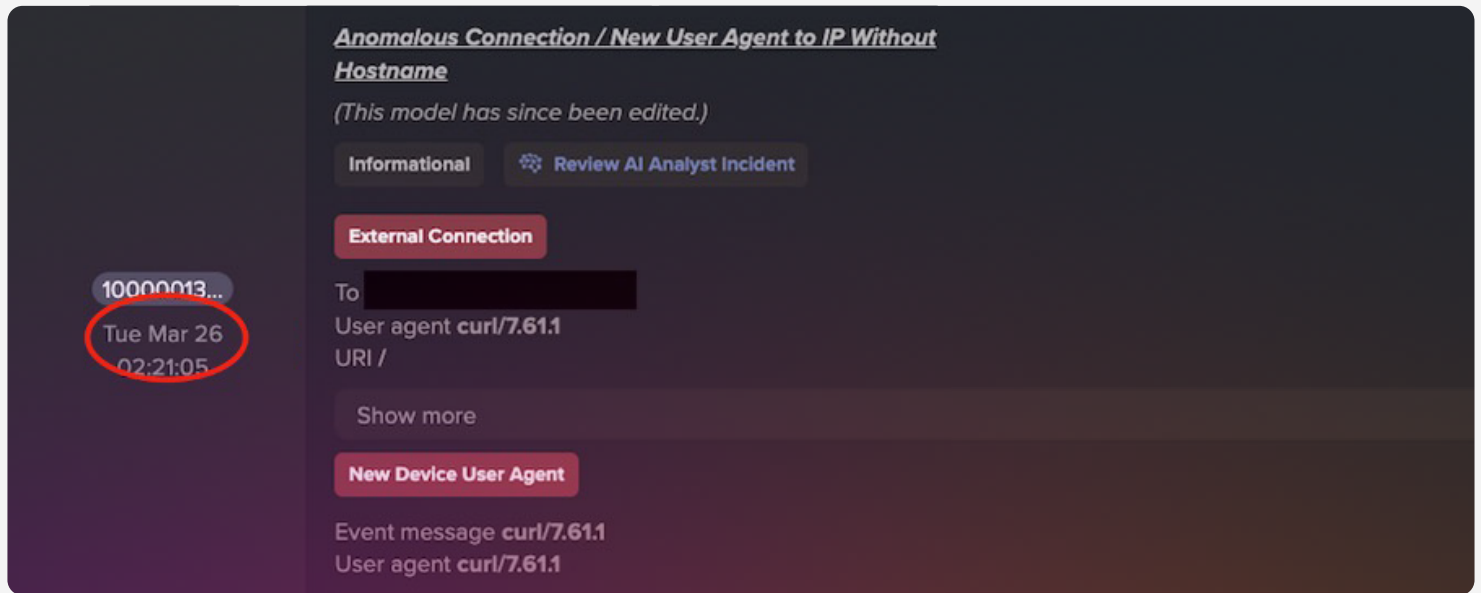 Anomalous Connection / New User Agent to IP Without
Hostname
(This model has since been edited.)
Informational
Review AI Analyst Incident
External Connection
10000013...
To
Tue Mar 26
User agent curl/7.61.1
02:21:05
URI /
Show more
New Device User Agent
Event message curl/7.61.1
User agent curl/7.61.1